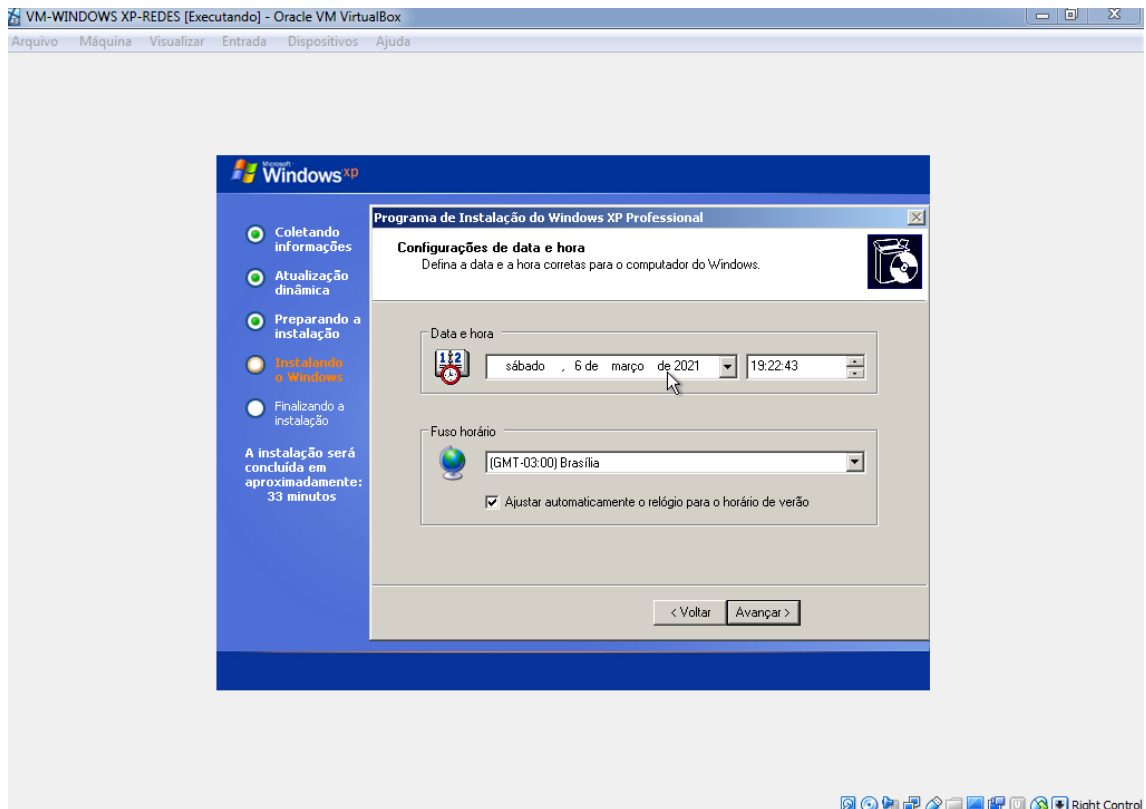 VM-WINDOWS XP-REDES [Executando] - Oracle VM VirtualBox
Arquivo Máquina Visualizar Entrada Dispositivos Ajuda
Microsoft
Windows xp
Coletando
informações
Atualização
dinâmica
Preparando a
instalação
Instalando
o Windows
Finalizando a
instalação
A instalação será
concluída em
aproximadamente:
33 minutos
Programa de Instalação do Windows XP Professional
Configurações de data e hora
Defina a data e a hora corretas para o computador do Windows.
Data e hora
sábado , 6 de março de 2021 19:22:43
Fuso horário
(GMT-03:00) Brasília
Ajustar automaticamente o relógio para o horário de verão
< Voltar Avançar >
Right Control